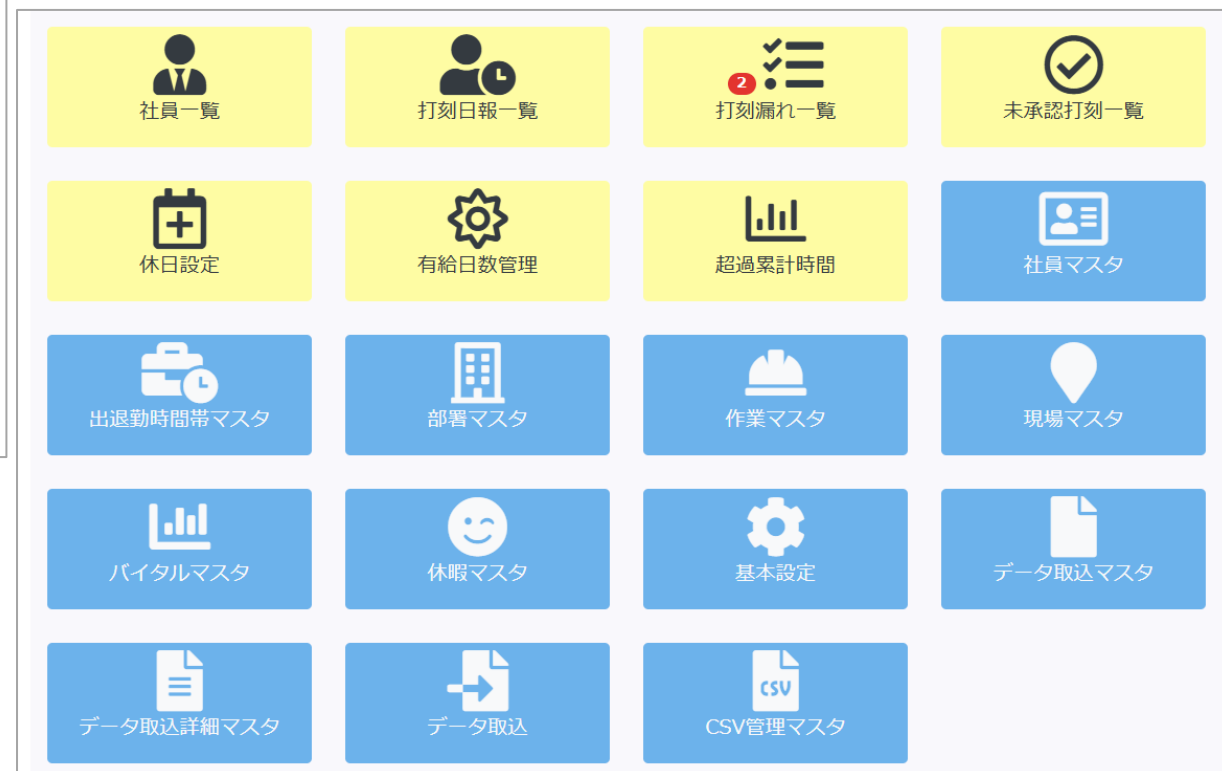 社員一覧
打刻日報一覧
2
打刻漏れ一覧
未承認打刻一覧
休日設定
有給日数管理
超過累計時間
社員マスタ
出退勤時間帯マスタ
部署マスタ
作業マスタ
現場マスタ
バイタルマスタ
休暇マスタ
基本設定
データ取込マスタ
データ取込詳細マスタ
データ取込
CSV
CSV管理マスタ